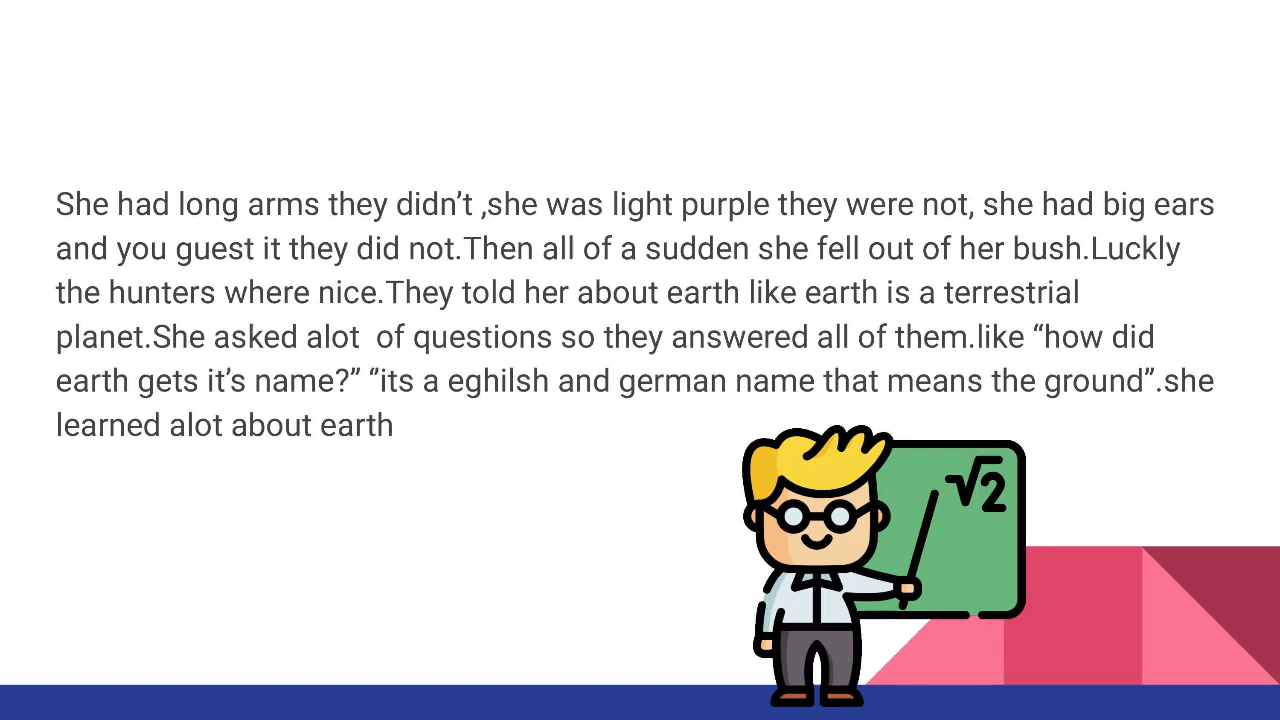 She had long arms they didn’t ,she was light purple they were not, she had big ears
and you guest it they did not.Then all of a sudden she fell out of her bush.Luckly
the hunters where nice.They told her about earth like earth is a terrestrial
planet.She asked alot  of questions so they answered all of them.like “how did
earth gets it’s name?” “its a eghilsh and german name that means the ground”.she
learned alot about earth
√2